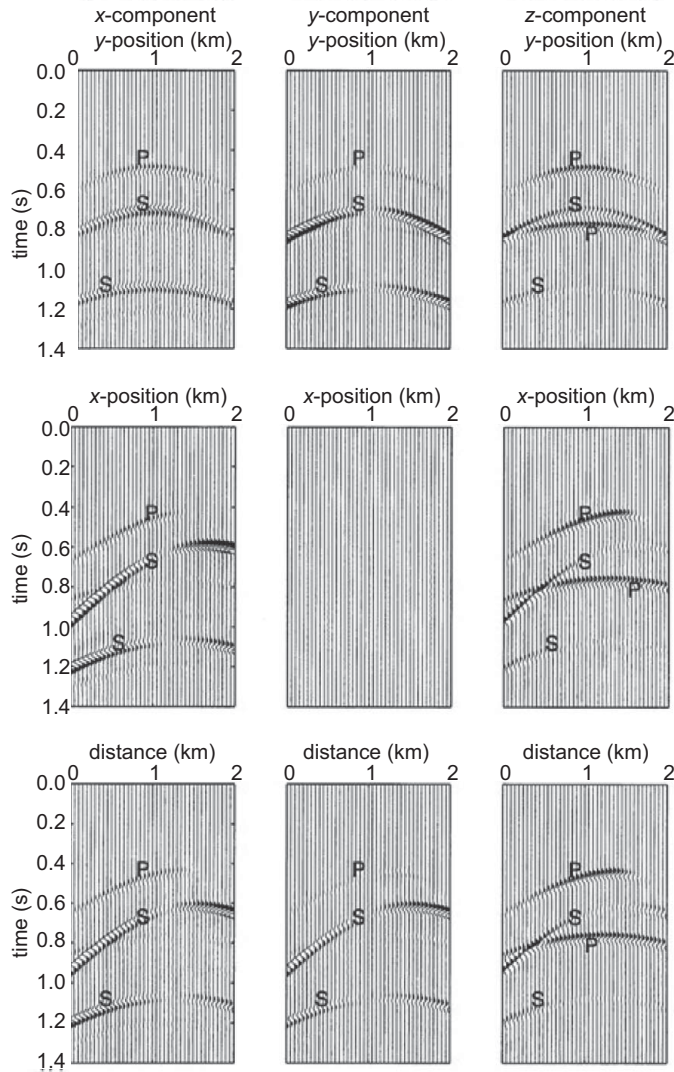 x-component y-component z-component
y-position (km) y-position (km) y-position (km)
0 1 2 0 1 2 0 1 2
0.0
0.2
0.4
P P P
0.6
S S S
0.8
P
time (s)
1.0
S S S
1.2
1.4
x-position (km) x-position (km) x-position (km)
0 1 2 0 1 2 0 1 2
0.0
0.2
0.4
P P
0.6
S S
time (s)
0.8
P
1.0
S S
1.2
1.4
distance (km) distance (km) distance (km)
0 1 2 0 1 2 0 1 2
0.0
0.2
0.4
P P P
0.6
S S S
time (s)
0.8
P
1.0
S S S
1.2
1.4